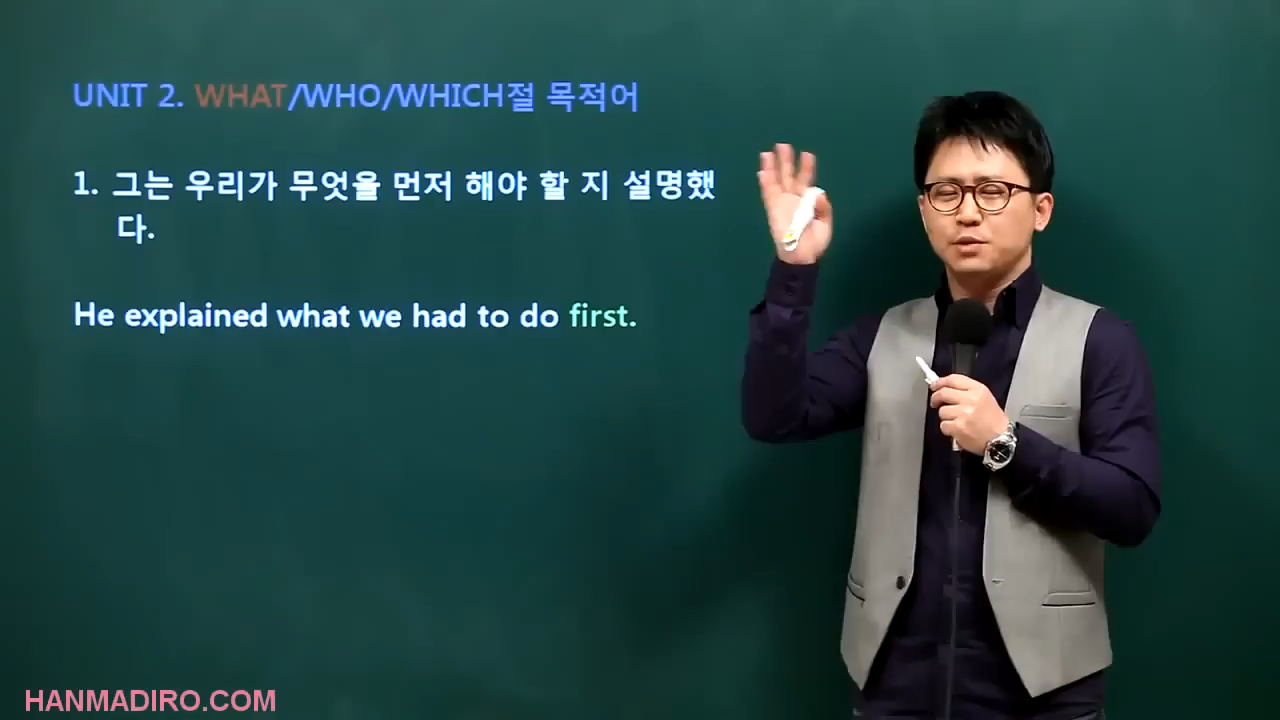 UNIT 2. WHAT/WHO/WHICH절 목적어
1. 그는 우리가 무엇을 먼저 해야 할 지 설명했
다.
He explained what we had to do first.
HANMADIRO.COM